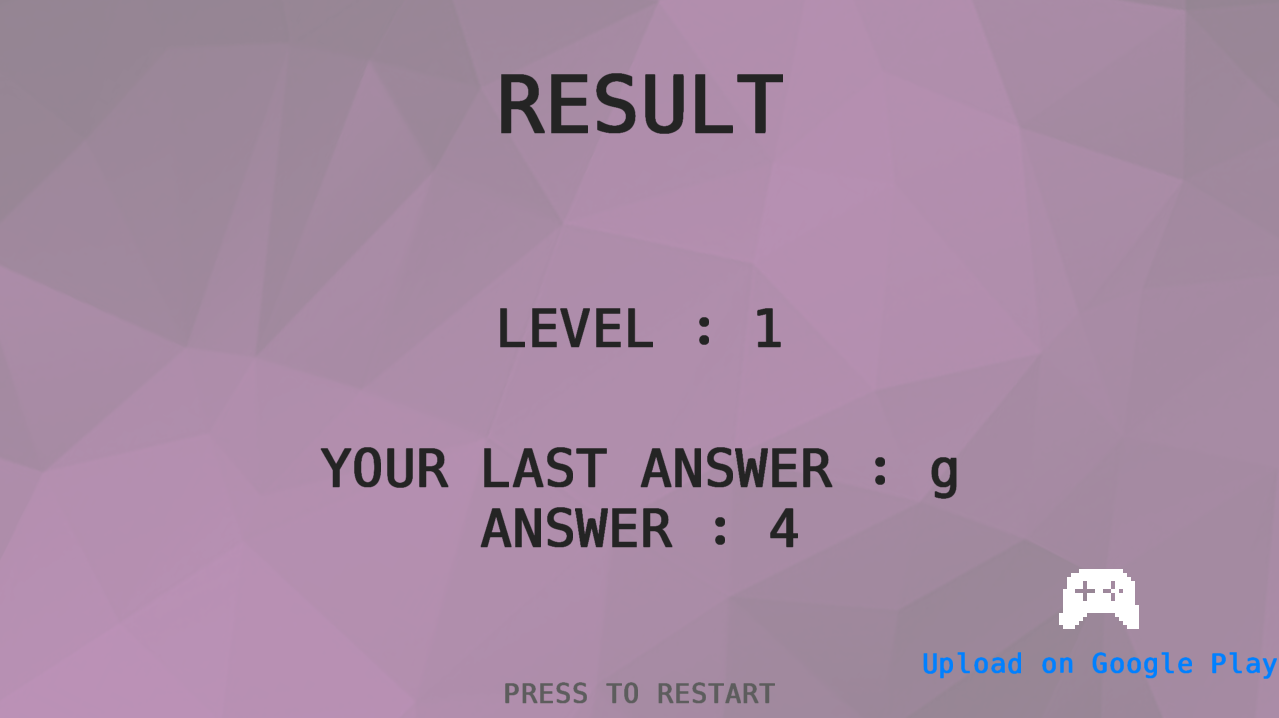 RESULT
LEVEL : 1
YOUR LAST ANSWER : g
ANSWER : 4
Upload on Google Play
PRESS TO RESTART